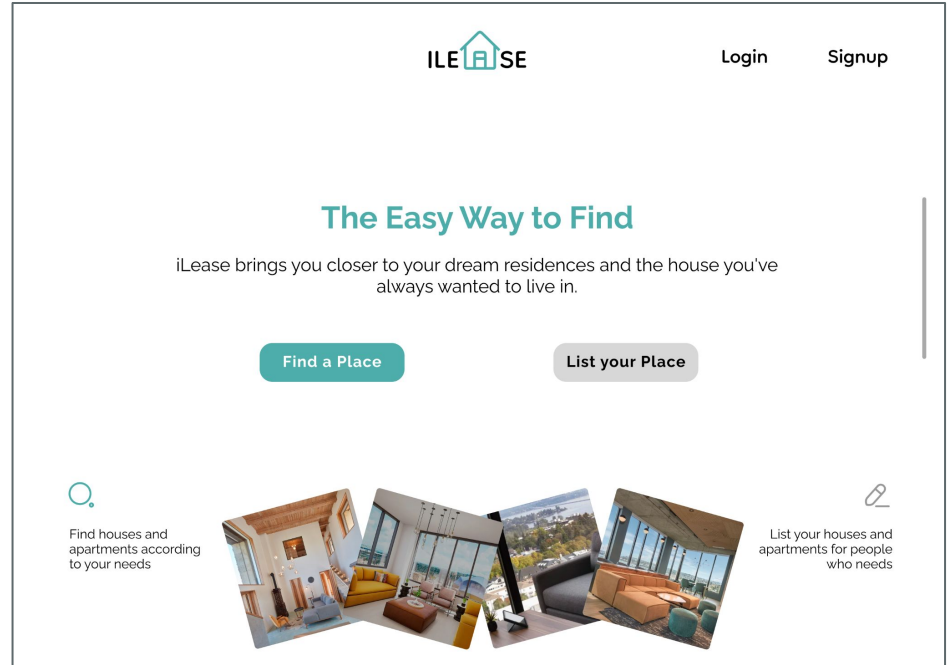 ILEASE
Login
Signup
The Easy Way to Find
iLease brings you closer to your dream residences and the house you've
always wanted to live in.
Find a Place
List your Place
Find houses and
apartments according
to your needs
List your houses and
apartments for people
who needs